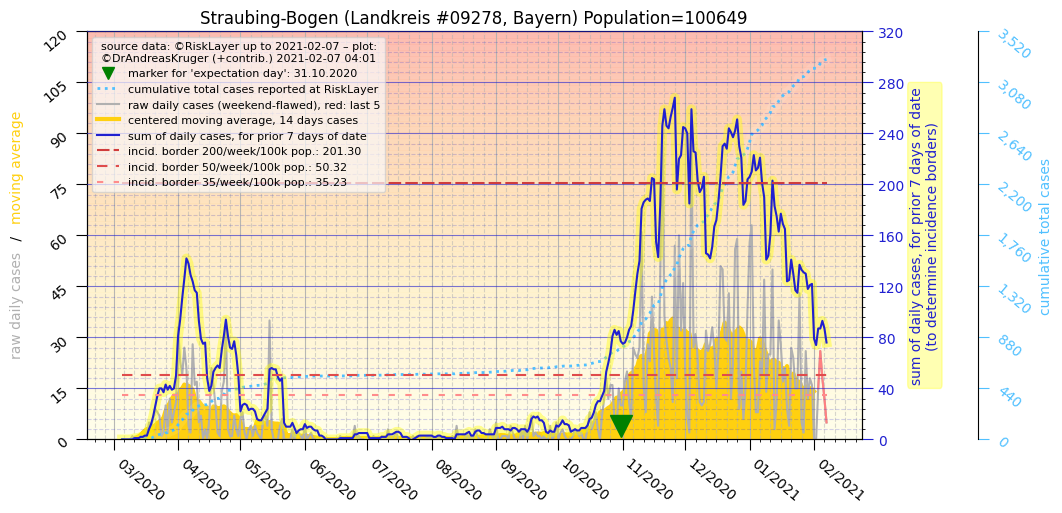 Straubing-Bogen (Landkreis #09278, Bayern) Population=100649
source data: ©RiskLayer up to 2021-02-07 – plot:
©DrAndreasKruger (+contrib.) 2021-02-07 04:01
marker for 'expectation day': 31.10.2020
cumulative total cases reported at RiskLayer
raw daily cases (weekend-flawed), red: last 5
centered moving average, 14 days cases
sum of daily cases, for prior 7 days of date
incid. border 200/week/100k pop.: 201.30
incid. border 50/week/100k pop.: 50.32
incid. border 35/week/100k pop.: 35.23
raw daily cases / moving average
120
105
90
75
60
45
30
15
0
03/2020
04/2020
05/2020
06/2020
07/2020
08/2020
09/2020
10/2020
11/2020
12/2020
01/2021
02/2021
320
280
240
200
160
120
80
40
0
sum of daily cases, for prior 7 days of date
(to determine incidence borders)
3,520
3,080
2,640
2,200
1,760
1,320
880
440
0
cumulative total cases